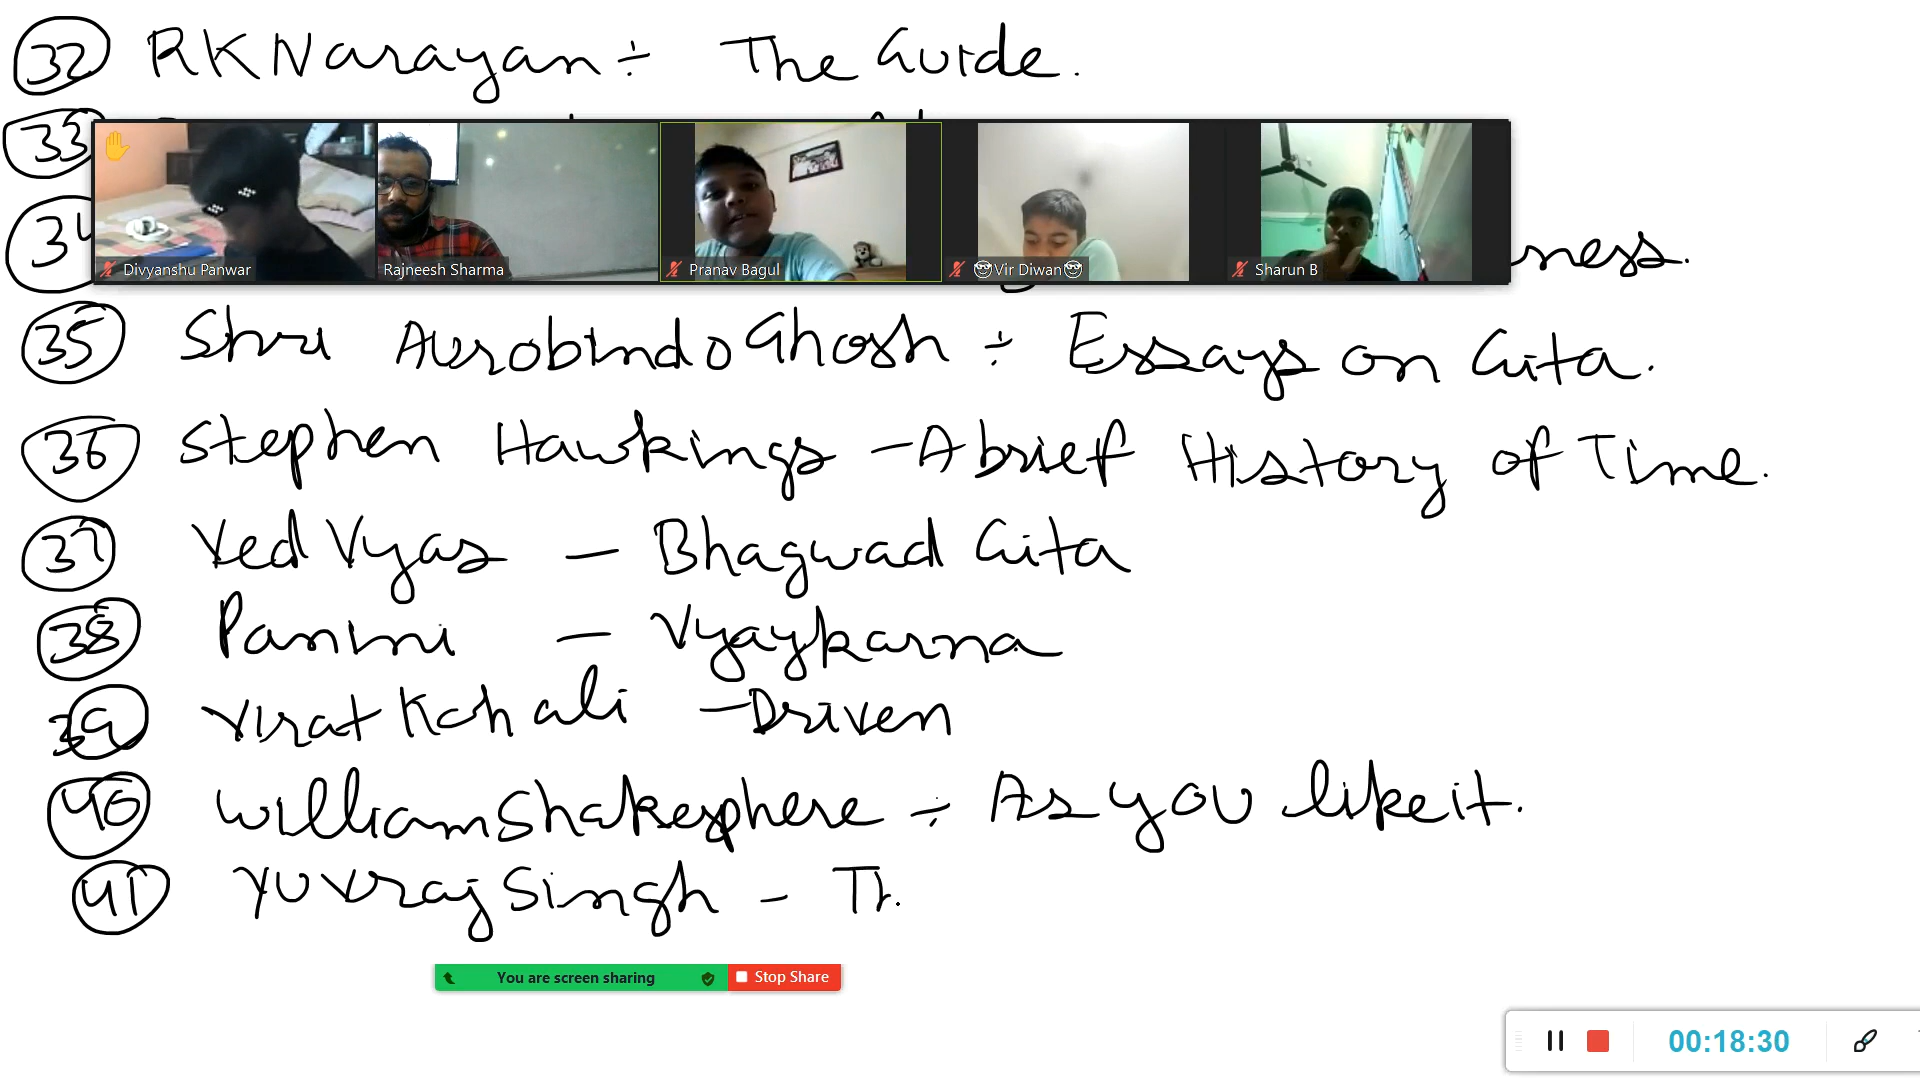 32 RK Narayan ÷ The Guide.
33
Divyanshu Panwar
Rajneesh Sharma
Pranav Bagul
🤓Vir Diwan🤓
Sharun B
34 ness.
35 Shri Aurobindo Ghosh ÷ Essays on Gita.
36 Stephen Hawkings - A brief History of Time.
37 Ved Vyas - Bhagwad Gita
38 Panini - Vyaykarna
39 Virat Kohali - Driven
40 William Shakesphere ÷ As you like it.
41 Yuvraj Singh - Th
You are screen sharing
Stop Share
00:18:30